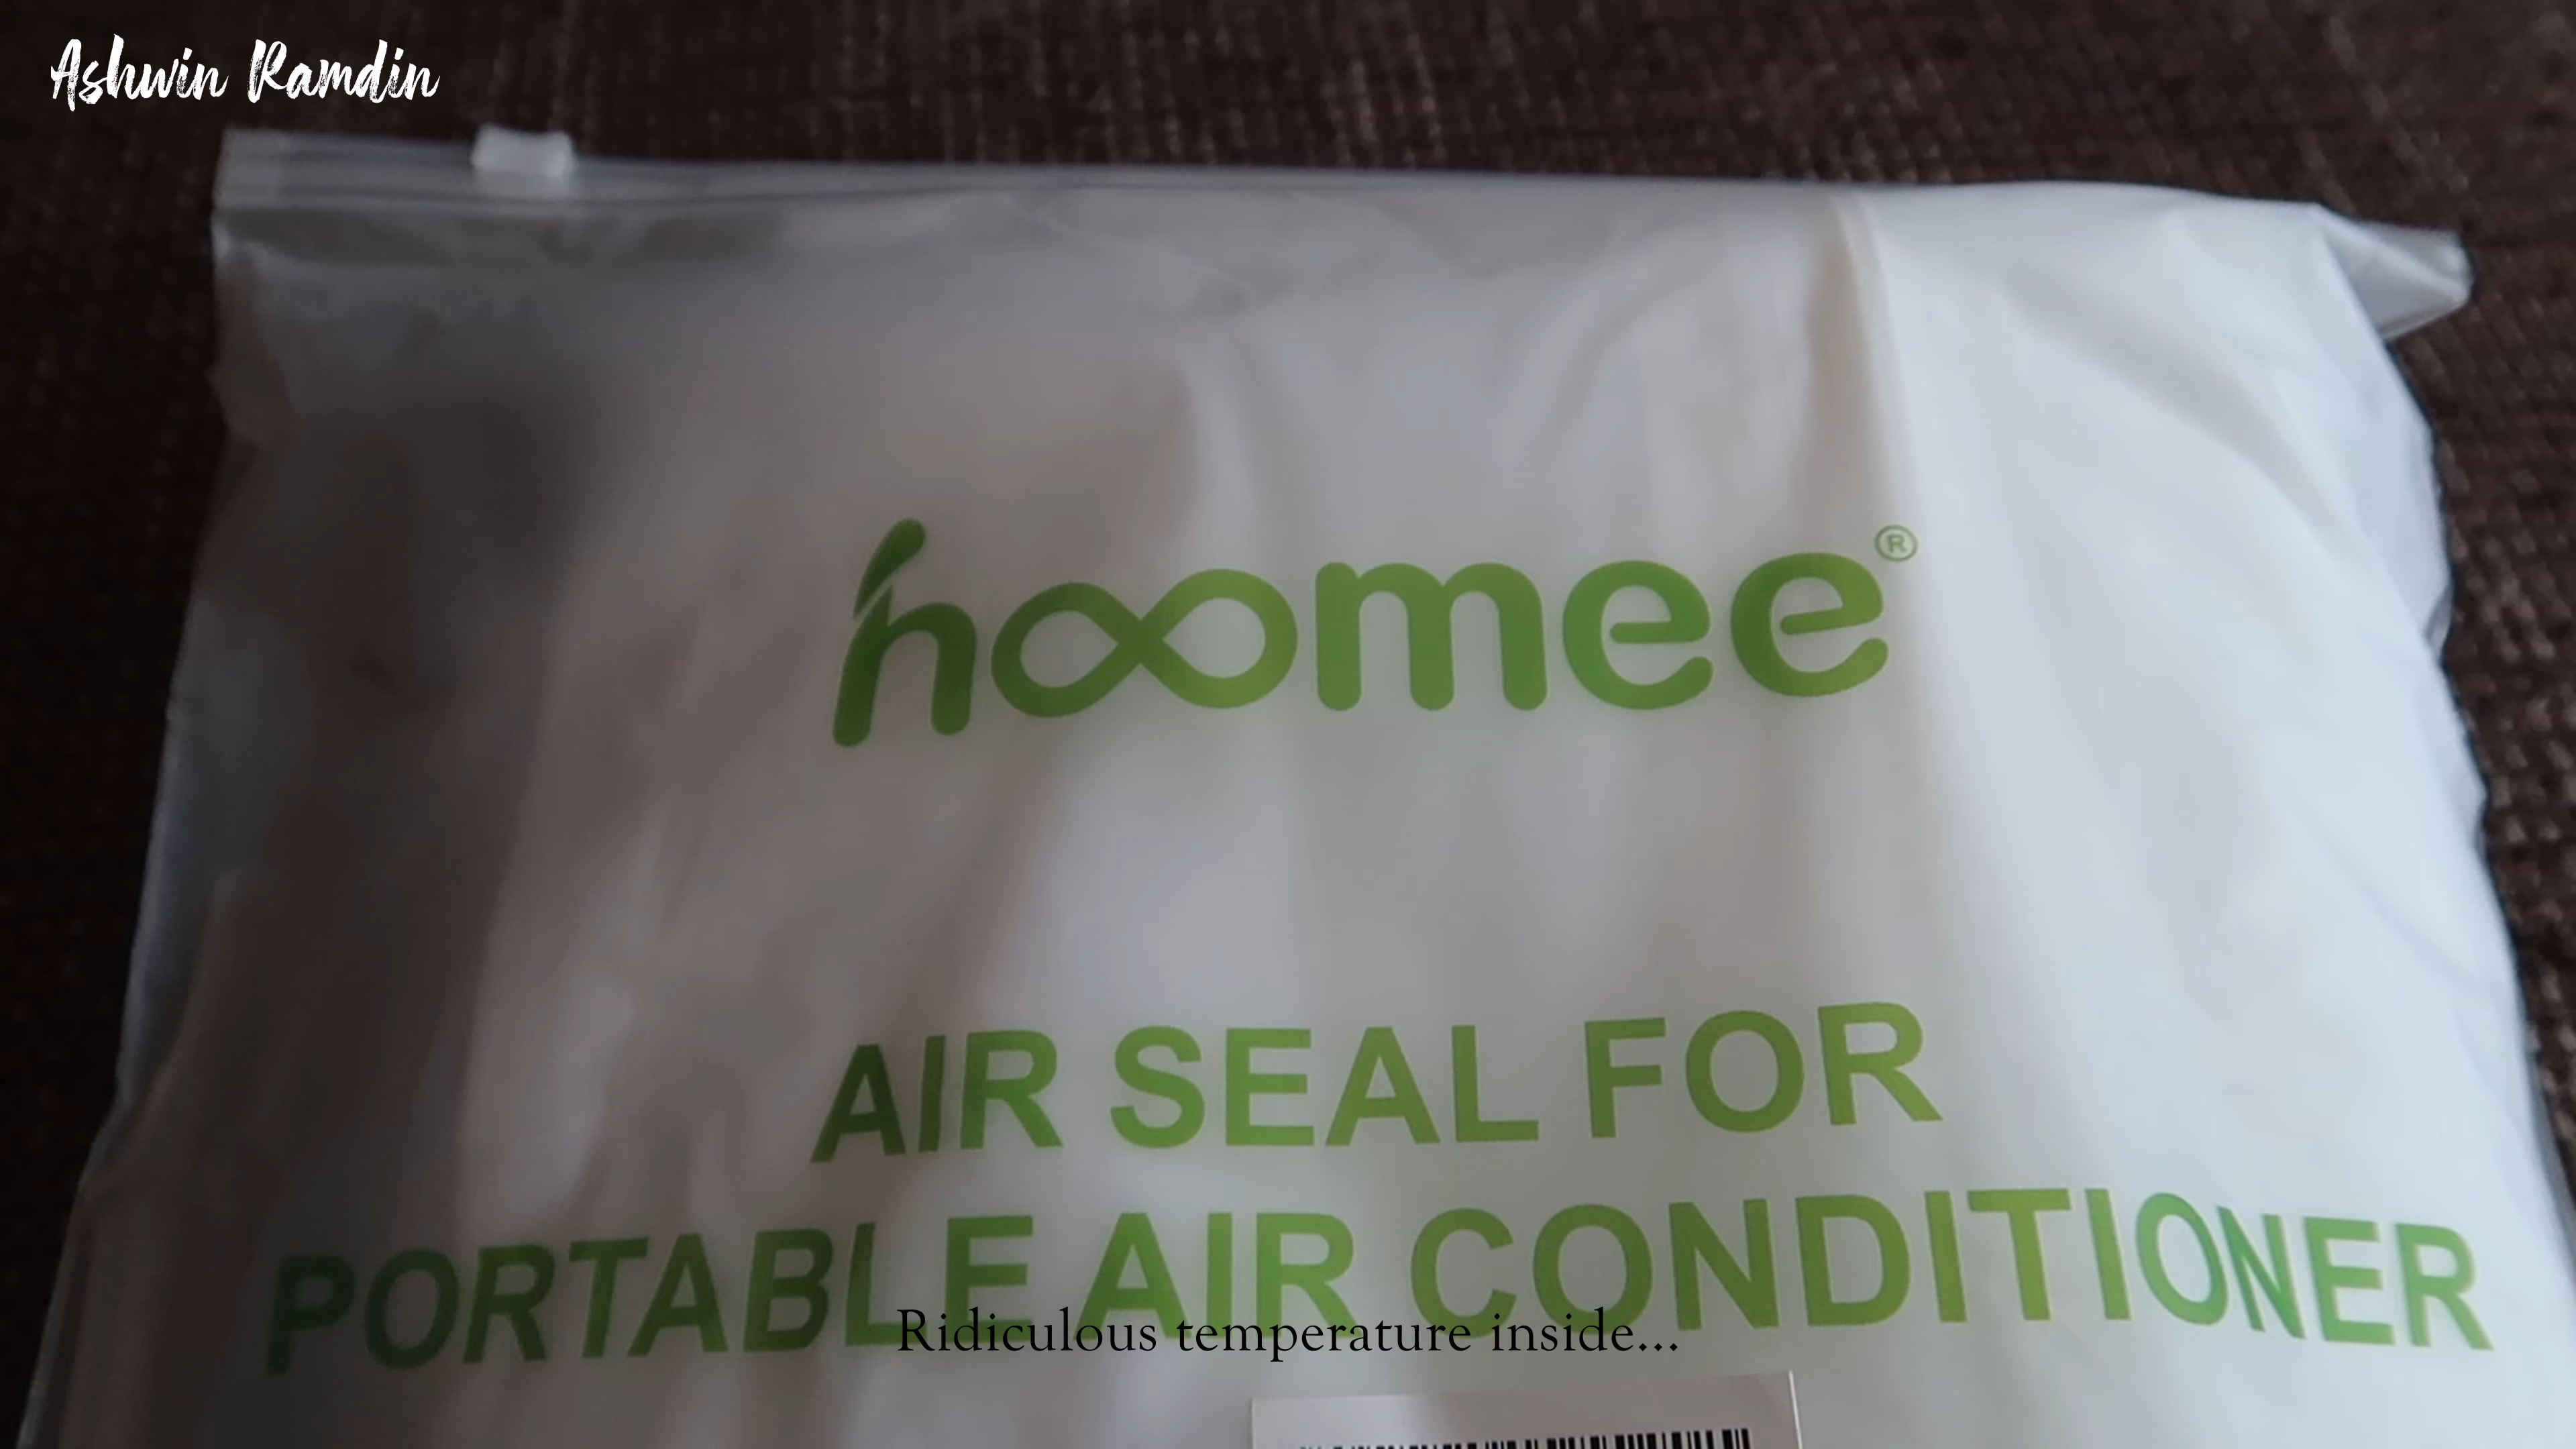 Ashwin Ramdin
hoomee®
AIR SEAL FOR
PORTABLE AIR CONDITIONER
Ridiculous temperature inside...